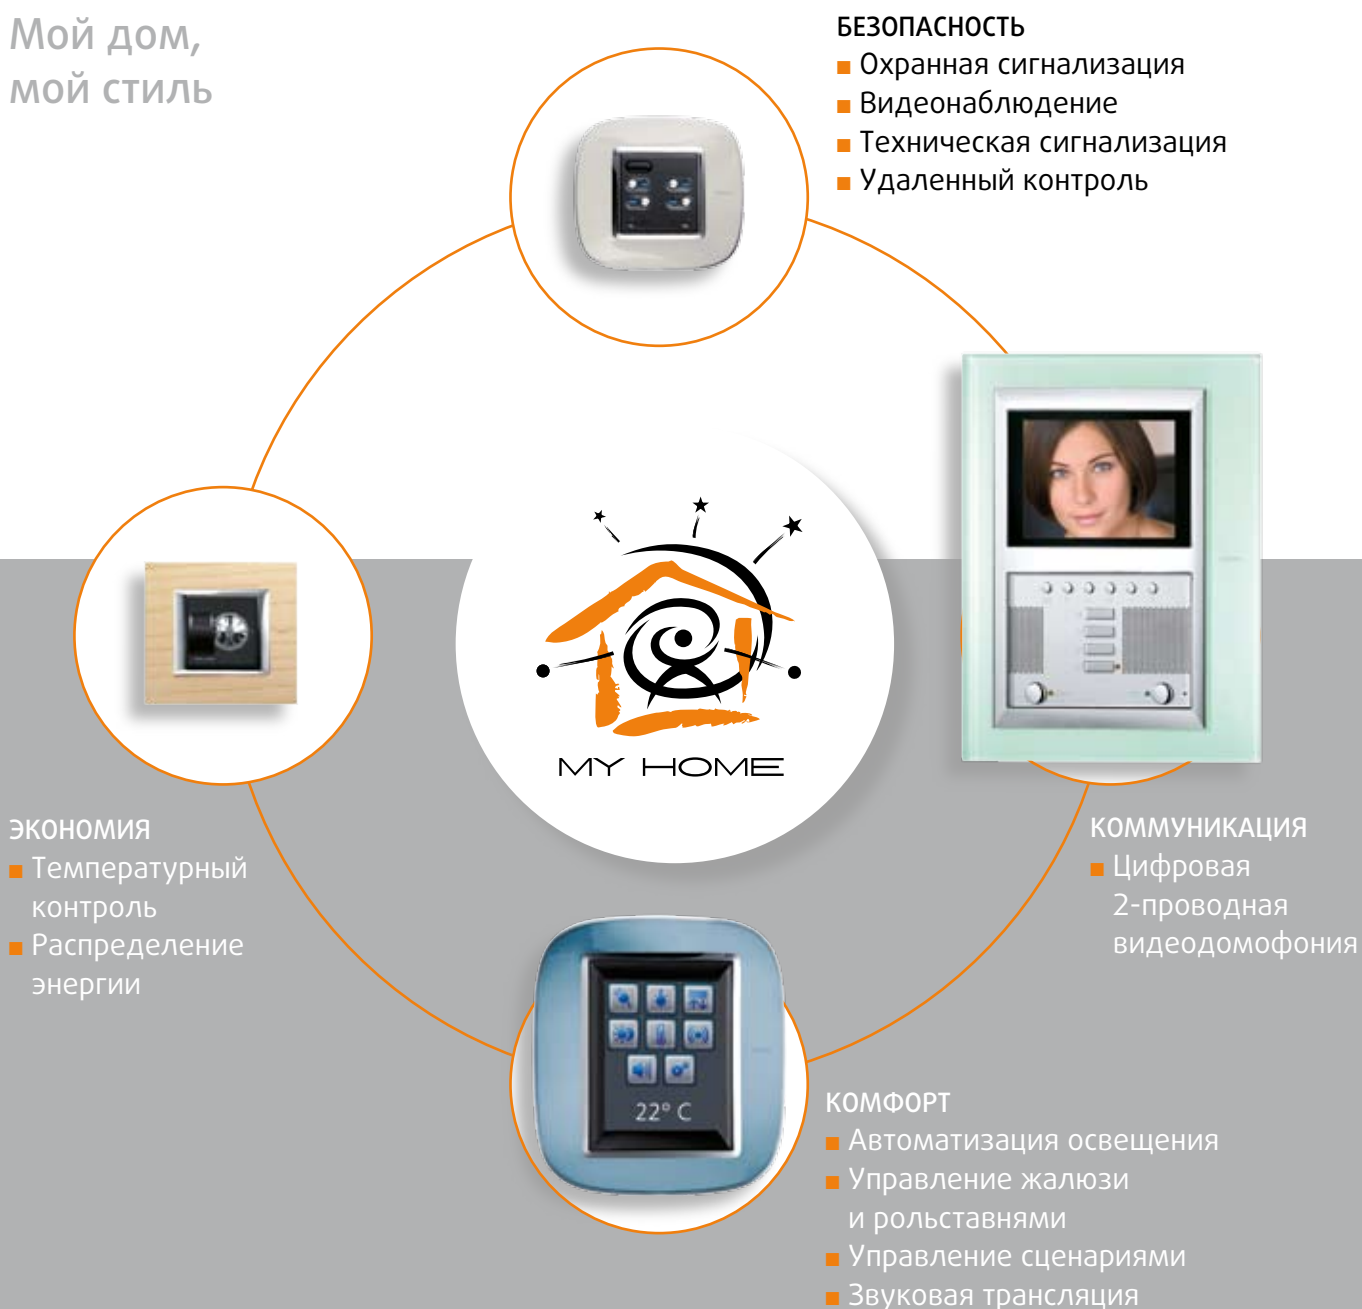 Мой дом,
мой стиль
БЕЗОПАСНОСТЬ
■ Охранная сигнализация
■ Видеонаблюдение
■ Техническая сигнализация
■ Удаленный контроль
MY HOME
ЭКОНОМИЯ
■ Температурный
контроль
■ Распределение
энергии
КОММУНИКАЦИЯ
■ Цифровая
2-проводная
видеодомофония
22° C
КОМФОРТ
■ Автоматизация освещения
■ Управление жалюзи
и рольставнями
■ Управление сценариями
■ Звуковая трансляция